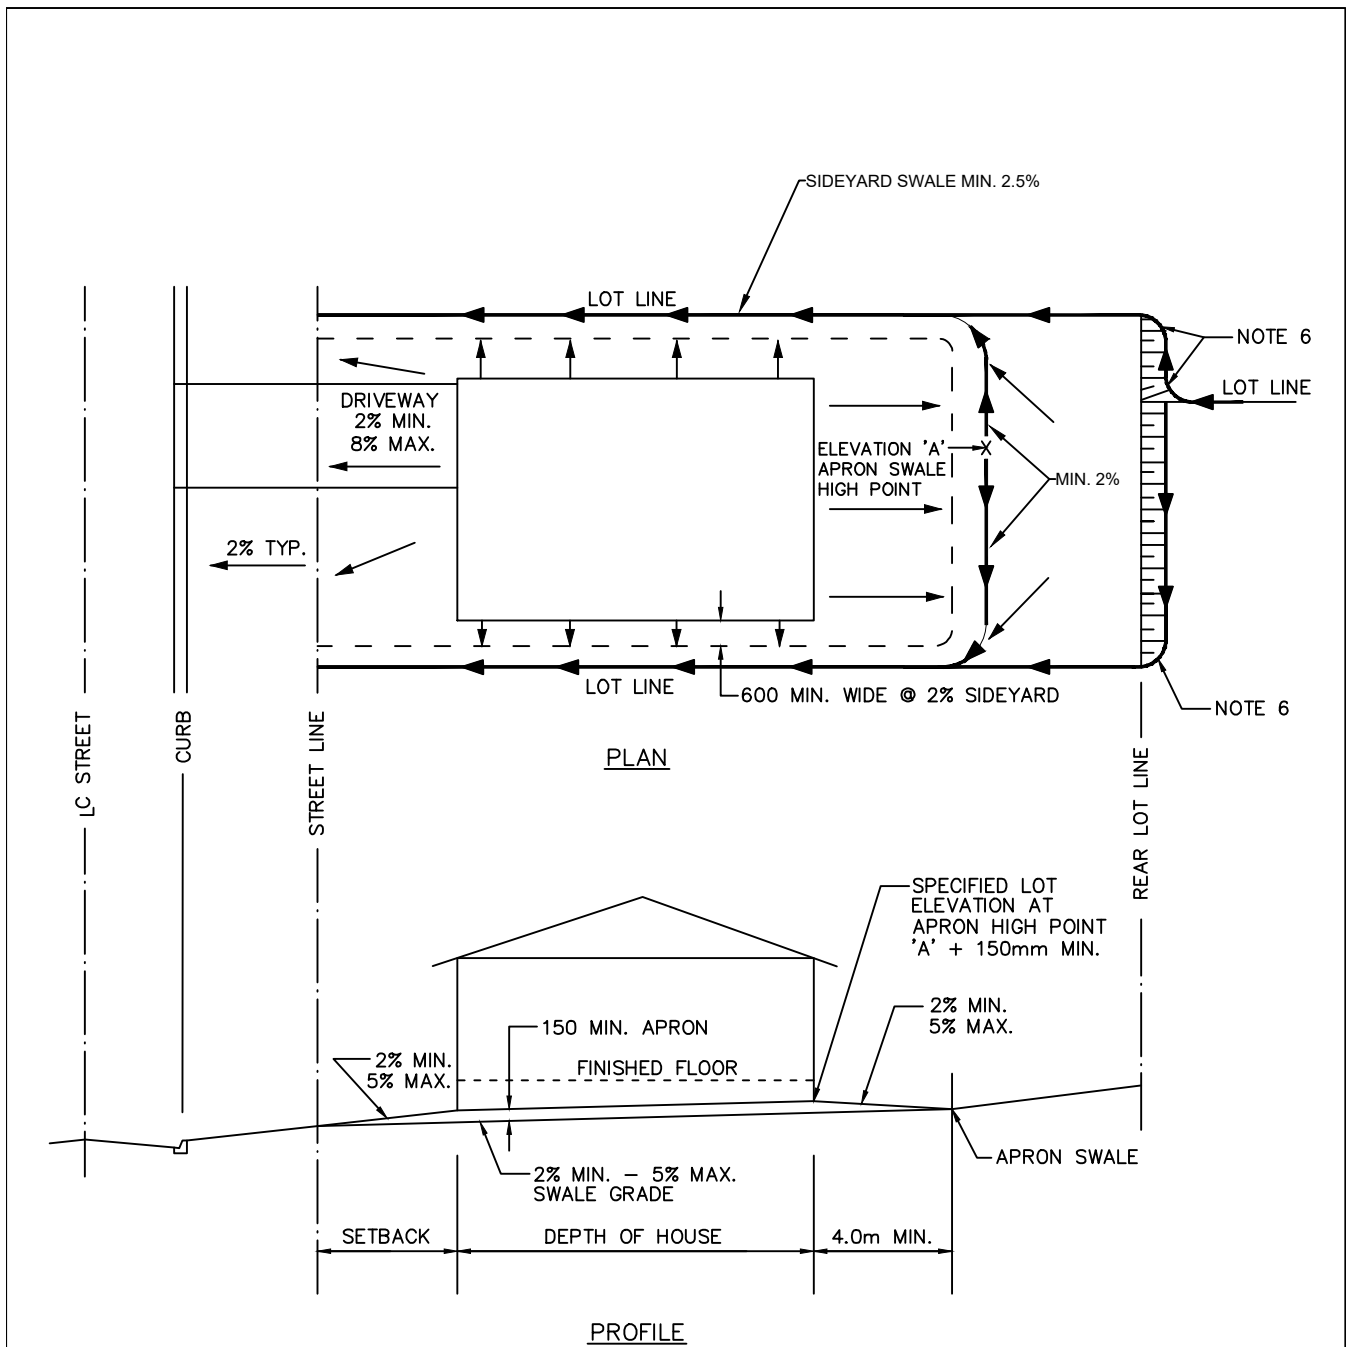 SIDEYARD SWALE MIN. 2.5%
LOT LINE
NOTE 6
LOT LINE
DRIVEWAY
2% MIN.
8% MAX.
ELEVATION 'A'
APRON SWALE
HIGH POINT
X
MIN. 2%
2% TYP.
LOT LINE
600 MIN. WIDE @ 2% SIDEYARD
NOTE 6
PLAN
LC STREET
CURB
STREET LINE
REAR LOT LINE
SPECIFIED LOT
ELEVATION AT
APRON HIGH POINT
'A' + 150mm MIN.
2% MIN.
5% MAX.
150 MIN. APRON
2% MIN.
5% MAX.
FINISHED FLOOR
APRON SWALE
2% MIN. – 5% MAX.
SWALE GRADE
SETBACK
DEPTH OF HOUSE
4.0m MIN.
PROFILE